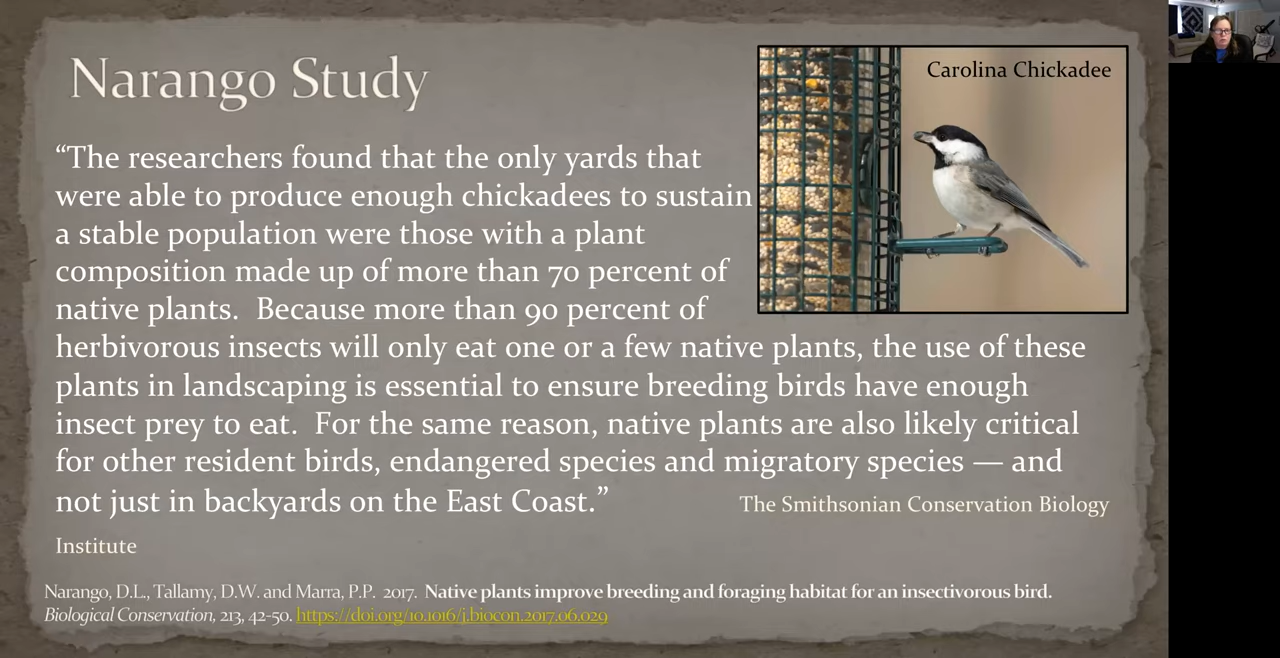 Narango Study
Carolina Chickadee
“The researchers found that the only yards that
were able to produce enough chickadees to sustain
a stable population were those with a plant
composition made up of more than 70 percent of
native plants.  Because more than 90 percent of
herbivorous insects will only eat one or a few native plants, the use of these
plants in landscaping is essential to ensure breeding birds have enough
insect prey to eat.  For the same reason, native plants are also likely critical
for other resident birds, endangered species and migratory species — and
not just in backyards on the East Coast.” The Smithsonian Conservation Biology
Institute
Narango, D.L., Tallamy, D.W. and Marra, P.P.  2017.  Native plants improve breeding and foraging habitat for an insectivorous bird.
Biological Conservation, 213, 42-50. https://doi.org/10.1016/j.biocon.2017.06.029